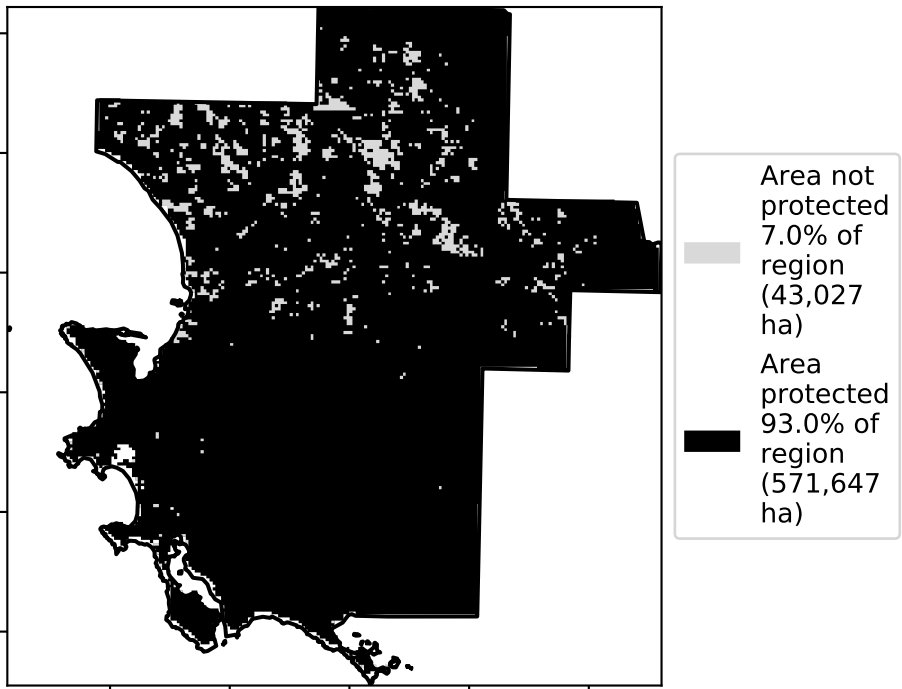 Area not
protected
7.0% of
region
(43,027
ha)
Area
protected
93.0% of
region
(571,647
ha)